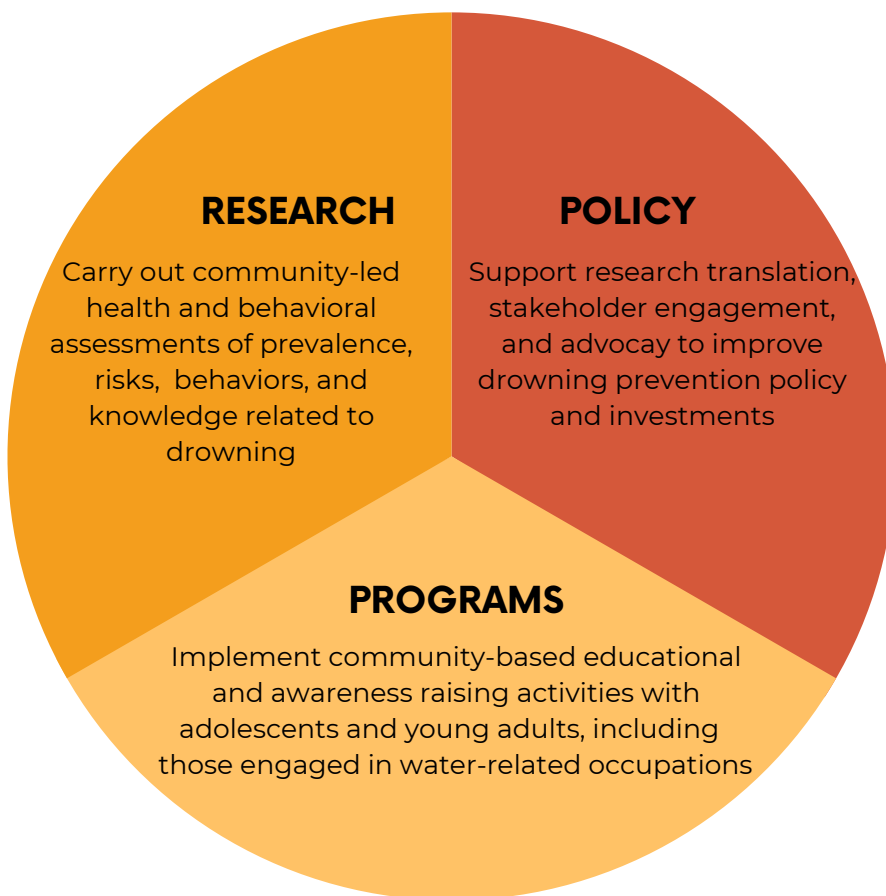 RESEARCH
Carry out community-led
health and behavioral
assessments of prevalence,
risks,  behaviors, and
knowledge related to
drowning
POLICY
Support research translation,
stakeholder engagement,
and advocay to improve
drowning prevention policy
and investments
PROGRAMS
Implement community-based educational
and awareness raising activities with
adolescents and young adults, including
those engaged in water-related occupations